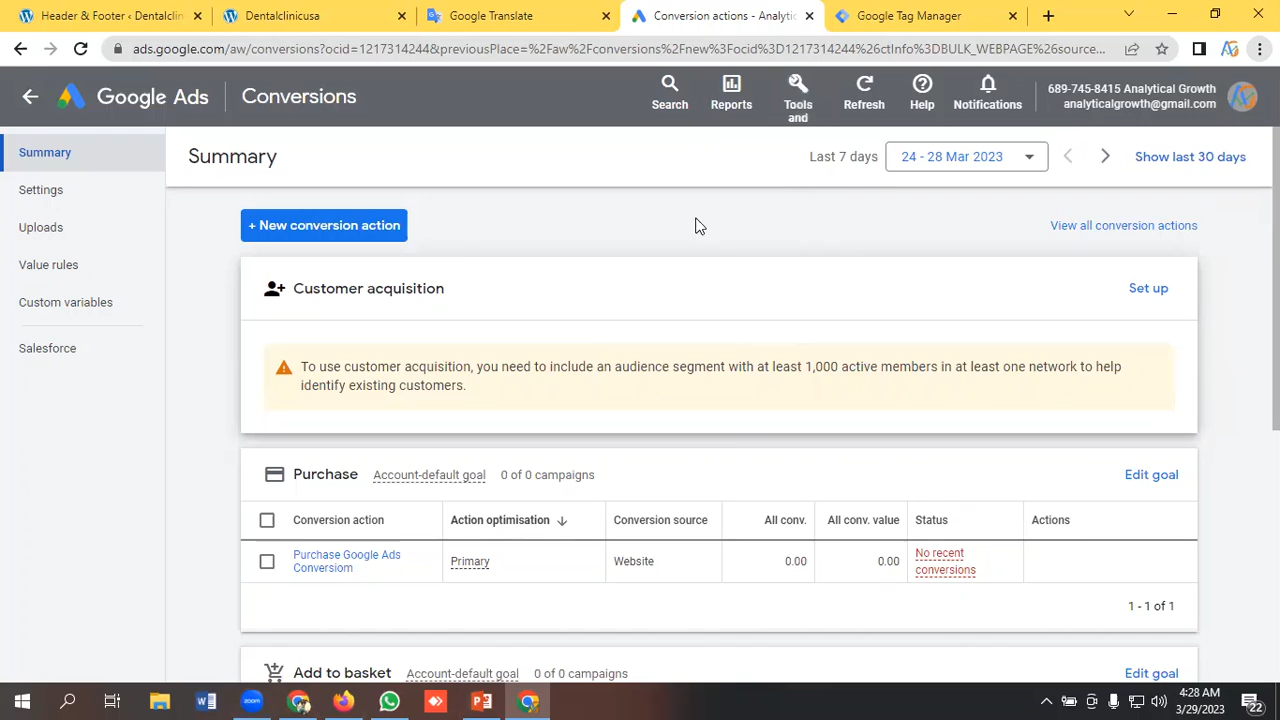 Header & Footer ‹ Dentalclin
Dentalclinicusa
Google Translate
Conversion actions - Analytic
Google Tag Manager
ads.google.com/aw/conversions?ocid=1217314244&previousPlace=%2Faw%2Fconversions%2Fnew%3Focid%3D1217314244%26ctInfo%3DBULK_WEBPAGE%26source...
Google Ads
Conversions
Search
Reports
Tools
and
Refresh
Help
Notifications
689-745-8415 Analytical Growth
analyticalgrowth@gmail.com
Summary
Settings
Uploads
Value rules
Custom variables
Salesforce
Summary
Last 7 days
24 - 28 Mar 2023
Show last 30 days
+ New conversion action
View all conversion actions
Customer acquisition
Set up
To use customer acquisition, you need to include an audience segment with at least 1,000 active members in at least one network to help
identify existing customers.
Purchase Account-default goal 0 of 0 campaigns
Edit goal
Conversion action Action optimisation Conversion source All conv. All conv. value Status Actions
Purchase Google Ads
Conversiom
Primary
Website
0.00
0.00
No recent
conversions
1 - 1 of 1
Add to basket Account-default goal 0 of 0 campaigns
Edit goal
4:28 AM
3/29/2023
22